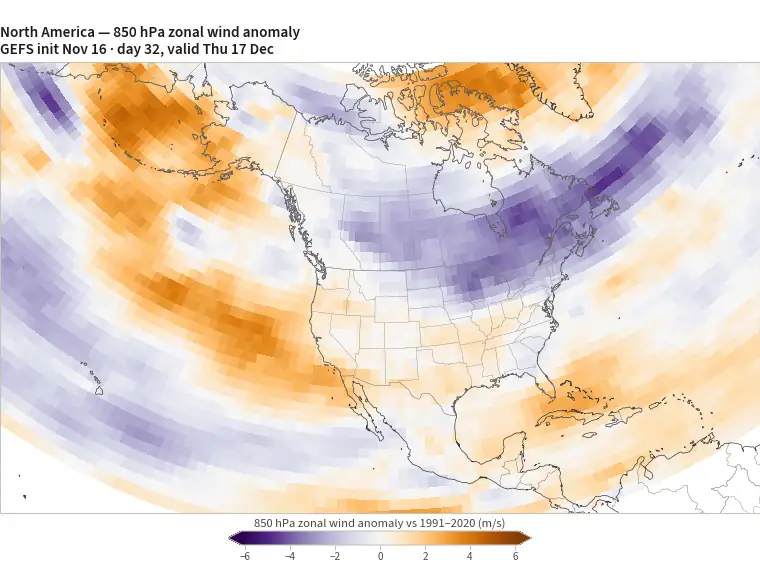 North America — 850 hPa zonal wind anomaly
GEFS init Nov 16 · day 32, valid Thu 17 Dec
850 hPa zonal wind anomaly vs 1991–2020 (m/s)
−6 −4 −2 0 2 4 6